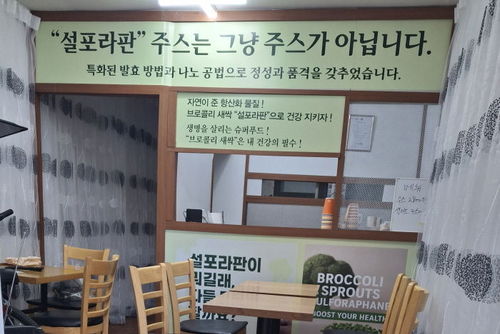 “설포라판” 주스는 그냥 주스가 아닙니다.
특화된 발효 방법과 나노 공법으로 정성과 품격을 갖추었습니다.
자연이 준 항산화 물질!
브로콜리 새싹 “설포라판”으로 건강 지키자!
생명을 살리는 슈퍼푸드!
“브로콜리 새싹”은 내 건강의 필수!
설포라판이
BROCCOLI
SPROUTS
ULFORAPHANE
BOOST YOUR HEALTH